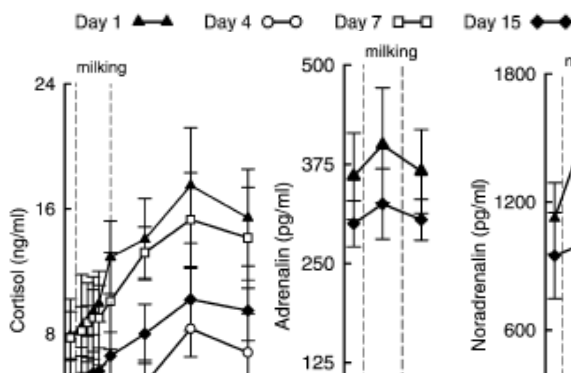 Day 1 Day 4 Day 7 Day 15
milking
24
16
8
Cortisol (ng/ml)
milking
500
375
250
125
Adrenalin (pg/ml)
1800
1200
600
Noradrenalin (pg/ml)